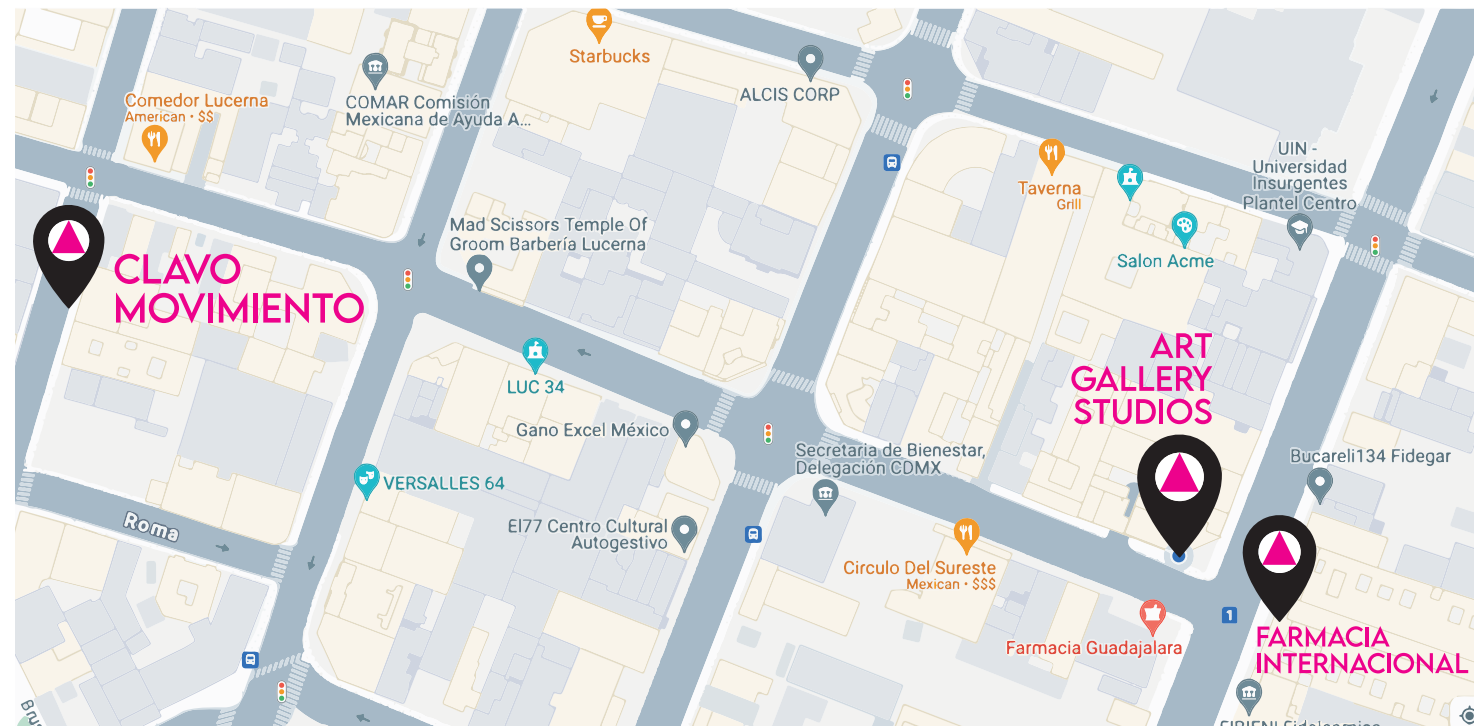 Starbucks
ALCIS CORP
Comedor Lucerna
American • $$
COMAR Comisión
Mexicana de Ayuda A...
UIN -
Universidad
Insurgentes
Plantel Centro
Taverna
Grill
Salon Acme
Mad Scissors Temple Of
Groom Barbería Lucerna
CLAVO
MOVIMIENTO
LUC 34
ART
GALLERY
STUDIOS
Gano Excel México
Secretaria de Bienestar,
Delegación CDMX
Bucareli134 Fidegar
VERSALLES 64
Roma
El77 Centro Cultural
Autogestivo
Circulo Del Sureste
Mexican • $$$
1
Farmacia Guadajalara
FARMACIA
INTERNACIONAL